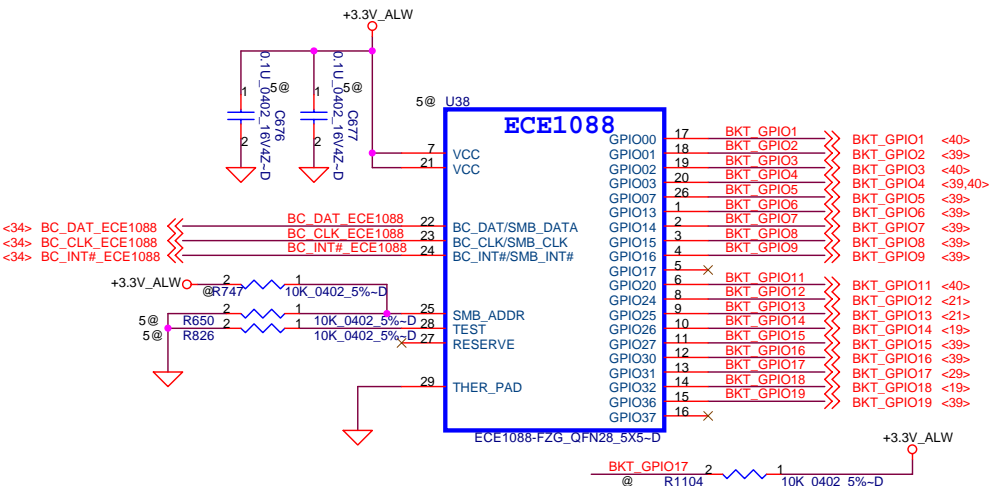 +3.3V_ALW
0.1U_0402_16V4Z~D
1 5@ C676 2
0.1U_0402_16V4Z~D
1 5@ C677 2
5@ U38
ECE1088
7 VCC
21 VCC
<34> BC_DAT_ECE1088 BC_DAT_ECE1088 22 BC_DAT/SMB_DATA
<34> BC_CLK_ECE1088 BC_CLK_ECE1088 23 BC_CLK/SMB_CLK
<34> BC_INT#_ECE1088 BC_INT#_ECE1088 24 BC_INT#/SMB_INT#
+3.3V_ALW 2 1
@R747 10K_0402_5%~D
25 SMB_ADDR
5@ R650 2 1 10K_0402_5%~D 28 TEST
5@ R826 2 1 10K_0402_5%~D 27 RESERVE
29 THER_PAD
GPIO00 17 BKT_GPIO1 BKT_GPIO1 <40>
GPIO01 18 BKT_GPIO2 BKT_GPIO2 <39>
GPIO02 19 BKT_GPIO3 BKT_GPIO3 <40>
GPIO03 20 BKT_GPIO4 BKT_GPIO4 <39,40>
GPIO07 26 BKT_GPIO5 BKT_GPIO5 <39>
GPIO13 1 BKT_GPIO6 BKT_GPIO6 <39>
GPIO14 2 BKT_GPIO7 BKT_GPIO7 <39>
GPIO15 3 BKT_GPIO8 BKT_GPIO8 <39>
GPIO16 4 BKT_GPIO9 BKT_GPIO9 <39>
GPIO17 5
GPIO20 6 BKT_GPIO11 BKT_GPIO11 <40>
GPIO24 8 BKT_GPIO12 BKT_GPIO12 <21>
GPIO25 9 BKT_GPIO13 BKT_GPIO13 <21>
GPIO26 10 BKT_GPIO14 BKT_GPIO14 <19>
GPIO27 11 BKT_GPIO15 BKT_GPIO15 <39>
GPIO30 12 BKT_GPIO16 BKT_GPIO16 <39>
GPIO31 13 BKT_GPIO17 BKT_GPIO17 <29>
GPIO32 14 BKT_GPIO18 BKT_GPIO18 <19>
GPIO36 15 BKT_GPIO19 BKT_GPIO19 <39>
GPIO37 16
ECE1088-FZG_QFN28_5X5~D
+3.3V_ALW
BKT_GPIO17 2 1
@ R1104 10K_0402_5%~D